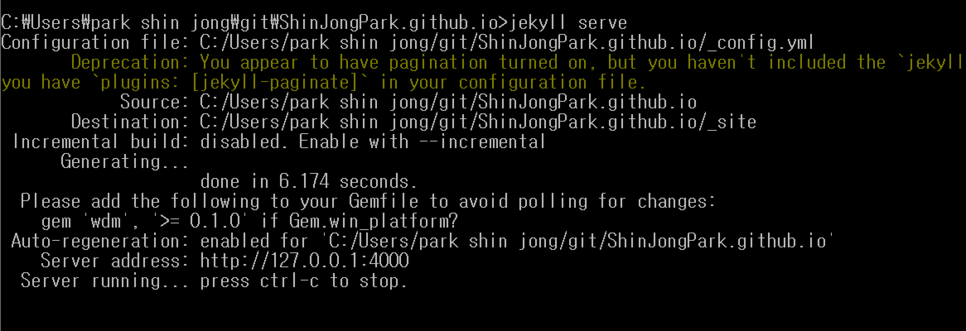 C:₩Users₩park shin jong₩git₩ShinJongPark.github.io>jekyll serve
Configuration file: C:/Users/park shin jong/git/ShinJongPark.github.io/_config.yml
Deprecation: You appear to have pagination turned on, but you haven't included the `jekyll
you have `plugins: [jekyll-paginate]` in your configuration file.
Source: C:/Users/park shin jong/git/ShinJongPark.github.io
Destination: C:/Users/park shin jong/git/ShinJongPark.github.io/_site
Incremental build: disabled. Enable with --incremental
Generating...
done in 6.174 seconds.
Please add the following to your Gemfile to avoid polling for changes:
gem 'wdm', '>= 0.1.0' if Gem.win_platform?
Auto-regeneration: enabled for 'C:/Users/park shin jong/git/ShinJongPark.github.io'
Server address: http://127.0.0.1:4000
Server running... press ctrl-c to stop.